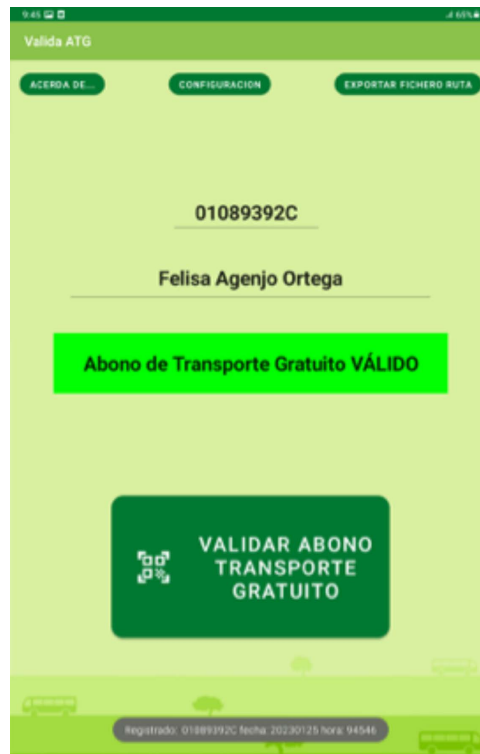 9:45
65%
Valida ATG
ACERDA DE... CONFIGURACION EXPORTAR FICHERO RUTA
01089392C
Felisa Agenjo Ortega
Abono de Transporte Gratuito VÁLIDO
VALIDAR ABONO
TRANSPORTE
GRATUITO
Registrado: 01089392C fecha: 20230125 hora: 94546